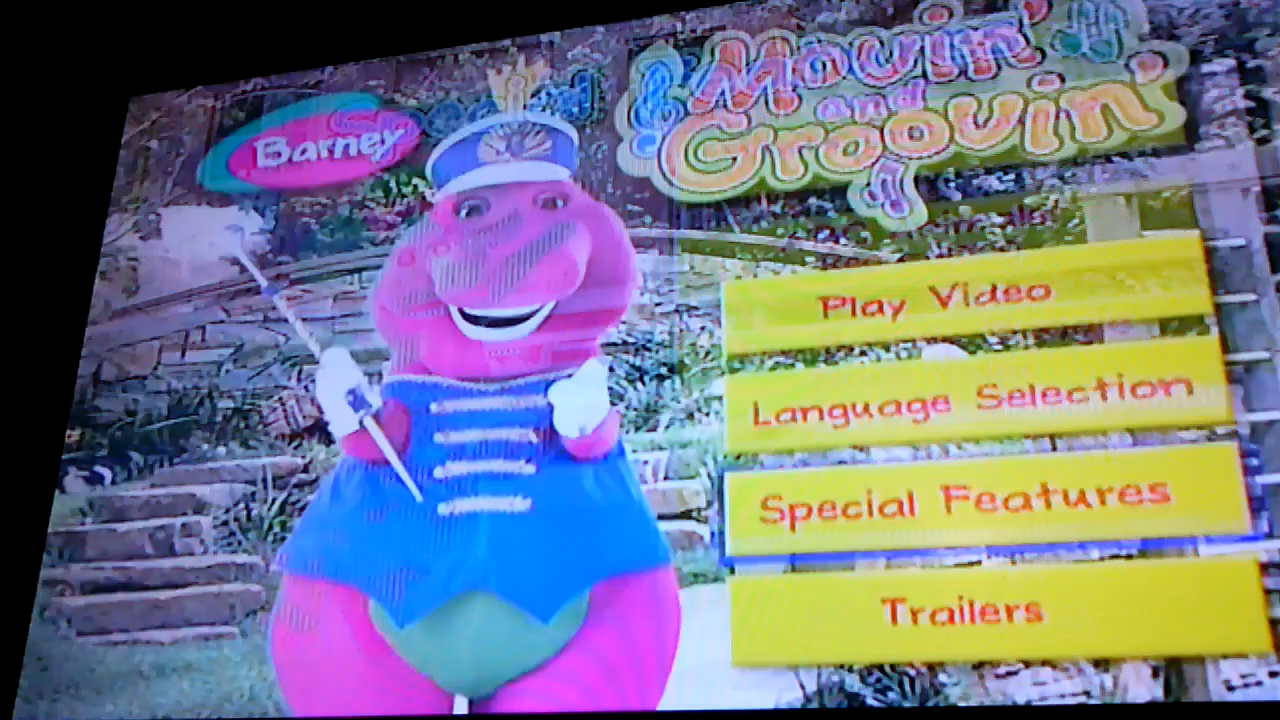 Barney
Movin'
and
Groovin'
Play Video
Language Selection
Special Features
Trailers